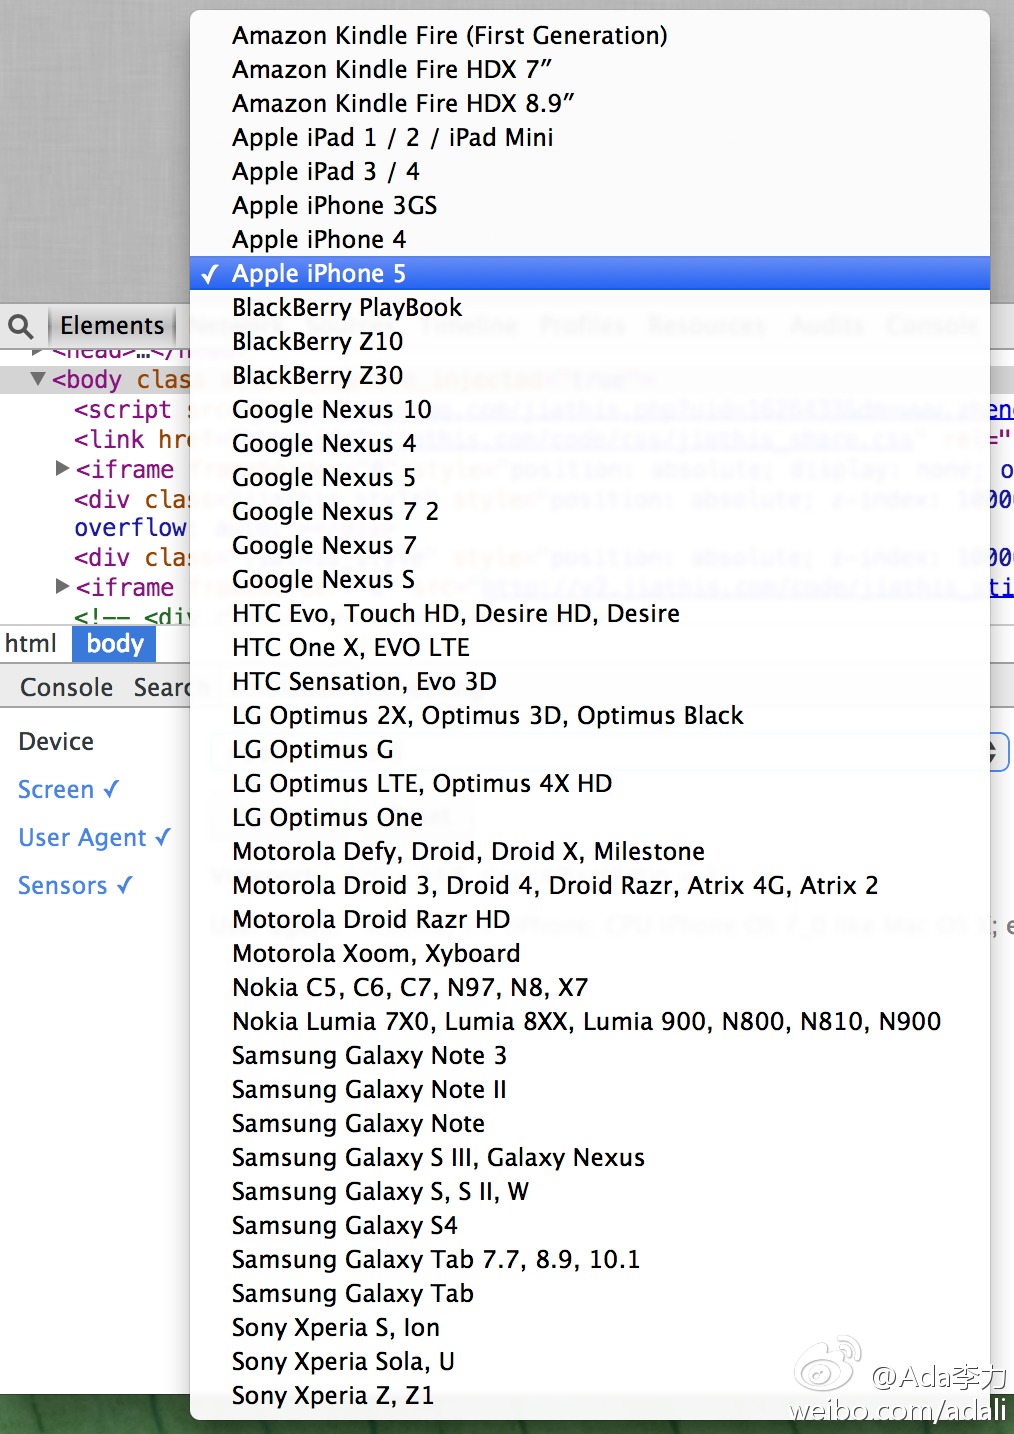 Amazon Kindle Fire (First Generation)
Amazon Kindle Fire HDX 7″
Amazon Kindle Fire HDX 8.9″
Apple iPad 1 / 2 / iPad Mini
Apple iPad 3 / 4
Apple iPhone 3GS
Apple iPhone 4
✓ Apple iPhone 5
BlackBerry PlayBook
BlackBerry Z10
BlackBerry Z30
Google Nexus 10
Google Nexus 4
Google Nexus 5
Google Nexus 7 2
Google Nexus 7
Google Nexus S
HTC Evo, Touch HD, Desire HD, Desire
HTC One X, EVO LTE
HTC Sensation, Evo 3D
LG Optimus 2X, Optimus 3D, Optimus Black
LG Optimus G
LG Optimus LTE, Optimus 4X HD
LG Optimus One
Motorola Defy, Droid, Droid X, Milestone
Motorola Droid 3, Droid 4, Droid Razr, Atrix 4G, Atrix 2
Motorola Droid Razr HD
Motorola Xoom, Xyboard
Nokia C5, C6, C7, N97, N8, X7
Nokia Lumia 7X0, Lumia 8XX, Lumia 900, N800, N810, N900
Samsung Galaxy Note 3
Samsung Galaxy Note II
Samsung Galaxy Note
Samsung Galaxy S III, Galaxy Nexus
Samsung Galaxy S, S II, W
Samsung Galaxy S4
Samsung Galaxy Tab 7.7, 8.9, 10.1
Samsung Galaxy Tab
Sony Xperia S, Ion
Sony Xperia Sola, U
Sony Xperia Z, Z1
Elements Network Sources Timeline Profiles Resources Audits Console
<head>…</
<body clas
<script
<link
<iframe
<div clas
overflow
<div clas
<iframe
<!-- <div
html body
Console Search
Device
Screen ✓
User Agent ✓
Sensors ✓
@Ada李力
weibo.com/adali